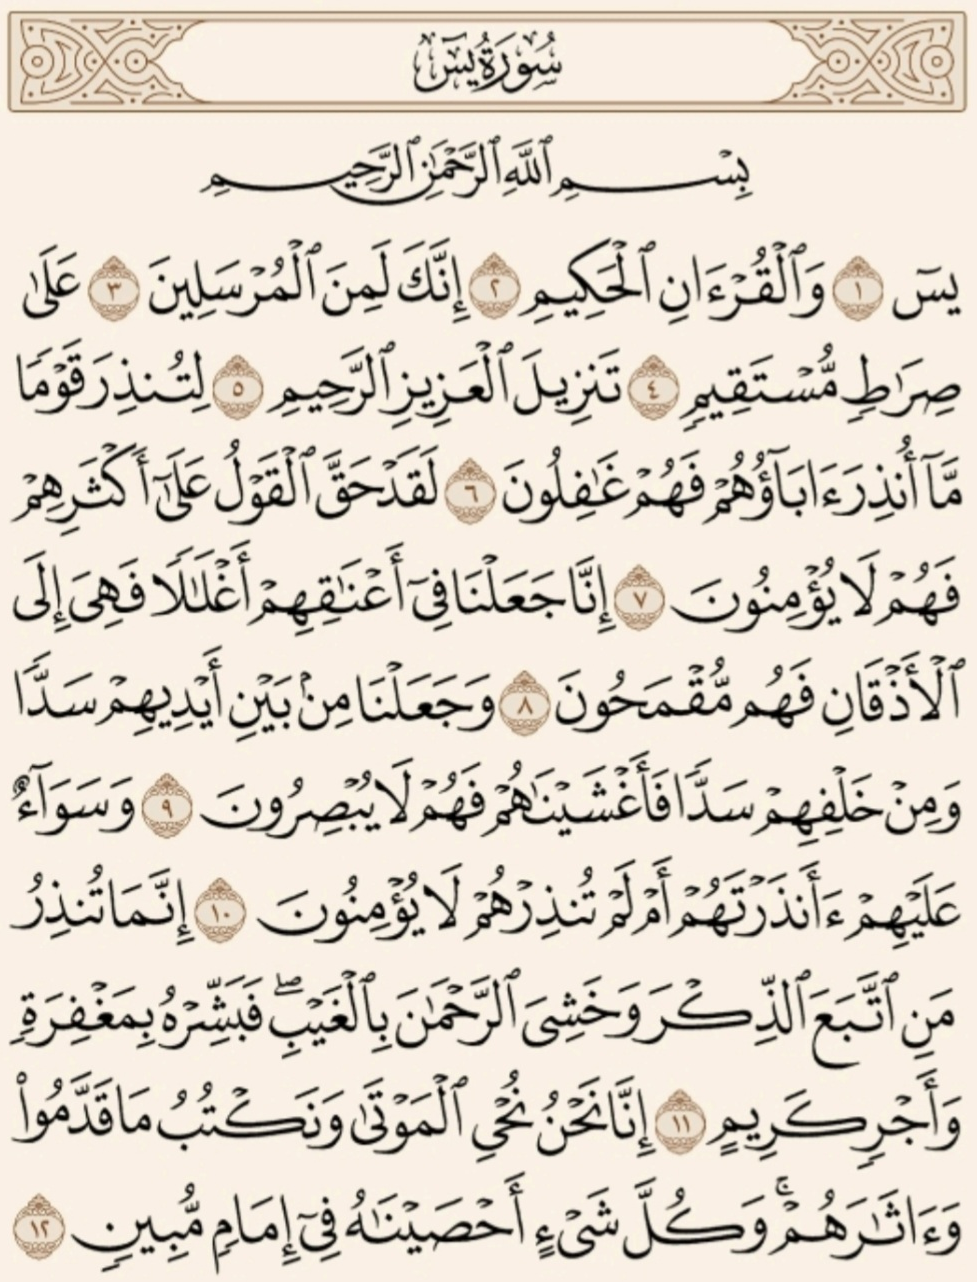 سُورَةُ يسٓ
بِسْمِ ٱللَّهِ ٱلرَّحْمَٰنِ ٱلرَّحِيمِ
يسٓ ١ وَٱلْقُرْءَانِ ٱلْحَكِيمِ ٢ إِنَّكَ لَمِنَ ٱلْمُرْسَلِينَ ٣ عَلَىٰ
صِرَٰطٍ مُّسْتَقِيمٍ ٤ تَنزِيلَ ٱلْعَزِيزِ ٱلرَّحِيمِ ٥ لِتُنذِرَ قَوْمًا
مَّآ أُنذِرَ ءَابَآؤُهُمْ فَهُمْ غَٰفِلُونَ ٦ لَقَدْ حَقَّ ٱلْقَوْلُ عَلَىٰٓ أَكْثَرِهِمْ
فَهُمْ لَا يُؤْمِنُونَ ٧ إِنَّا جَعَلْنَا فِىٓ أَعْنَٰقِهِمْ أَغْلَٰلًا فَهِىَ إِلَى
ٱلْأَذْقَانِ فَهُم مُّقْمَحُونَ ٨ وَجَعَلْنَا مِنۢ بَيْنِ أَيْدِيهِمْ سَدًّا
وَمِنْ خَلْفِهِمْ سَدًّا فَأَغْشَيْنَٰهُمْ فَهُمْ لَا يُبْصِرُونَ ٩ وَسَوَآءٌ
عَلَيْهِمْ ءَأَنذَرْتَهُمْ أَمْ لَمْ تُنذِرْهُمْ لَا يُؤْمِنُونَ ١٠ إِنَّمَا تُنذِرُ
مَنِ ٱتَّبَعَ ٱلذِّكْرَ وَخَشِىَ ٱلرَّحْمَٰنَ بِٱلْغَيْبِ ۖ فَبَشِّرْهُ بِمَغْفِرَةٍ
وَأَجْرٍ كَرِيمٍ ١١ إِنَّا نَحْنُ نُحْىِ ٱلْمَوْتَىٰ وَنَكْتُبُ مَا قَدَّمُوا۟
وَءَاثَٰرَهُمْ ۚ وَكُلَّ شَىْءٍ أَحْصَيْنَٰهُ فِىٓ إِمَامٍ مُّبِينٍ ١٢